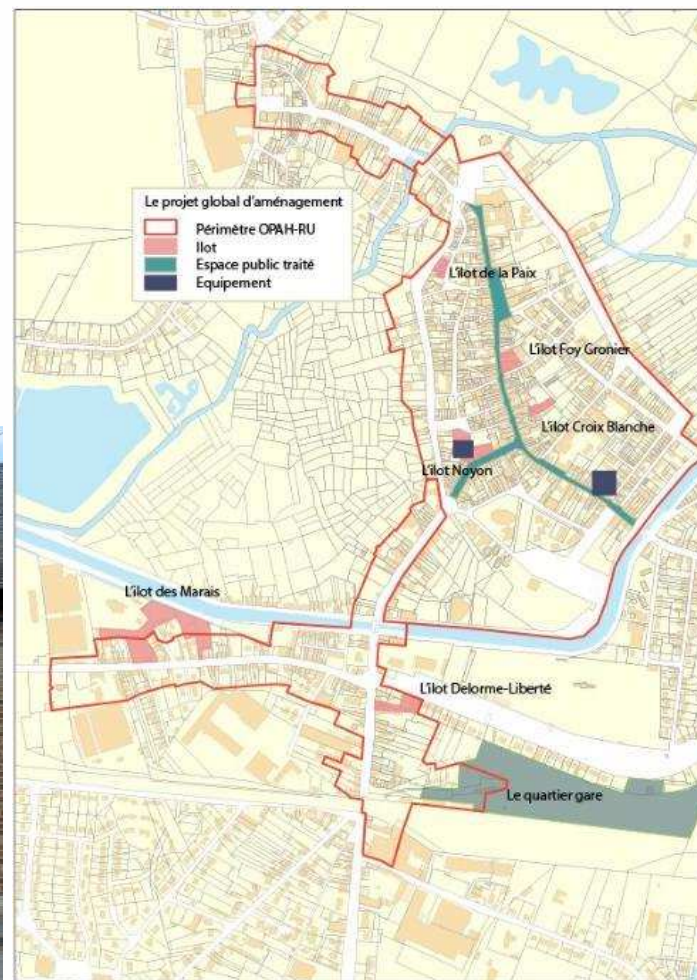 Le projet global d'aménagement
Périmètre OPAH-RU
Ilot
Espace public traité
Equipement
L'ilot de la Paix
L'ilot Foy Gronier
L'ilot Croix Blanche
L'ilot Noyon
L'ilot des Marais
L'ilot Delorme-Liberté
Le quartier gare